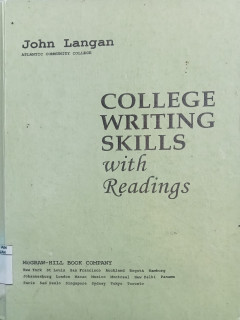 John Langan
ATLANTIC COMMUNITY COLLEGE
COLLEGE
WRITING
SKILLS
with
Readings
McGRAW-HILL BOOK COMPANY
New York St Louis San Francisco Auckland Bogota Hamburg
Johannesburg London Madrid Mexico Montreal New Delhi Panama
Paris São Paulo Singapore Sydney Tokyo Toronto